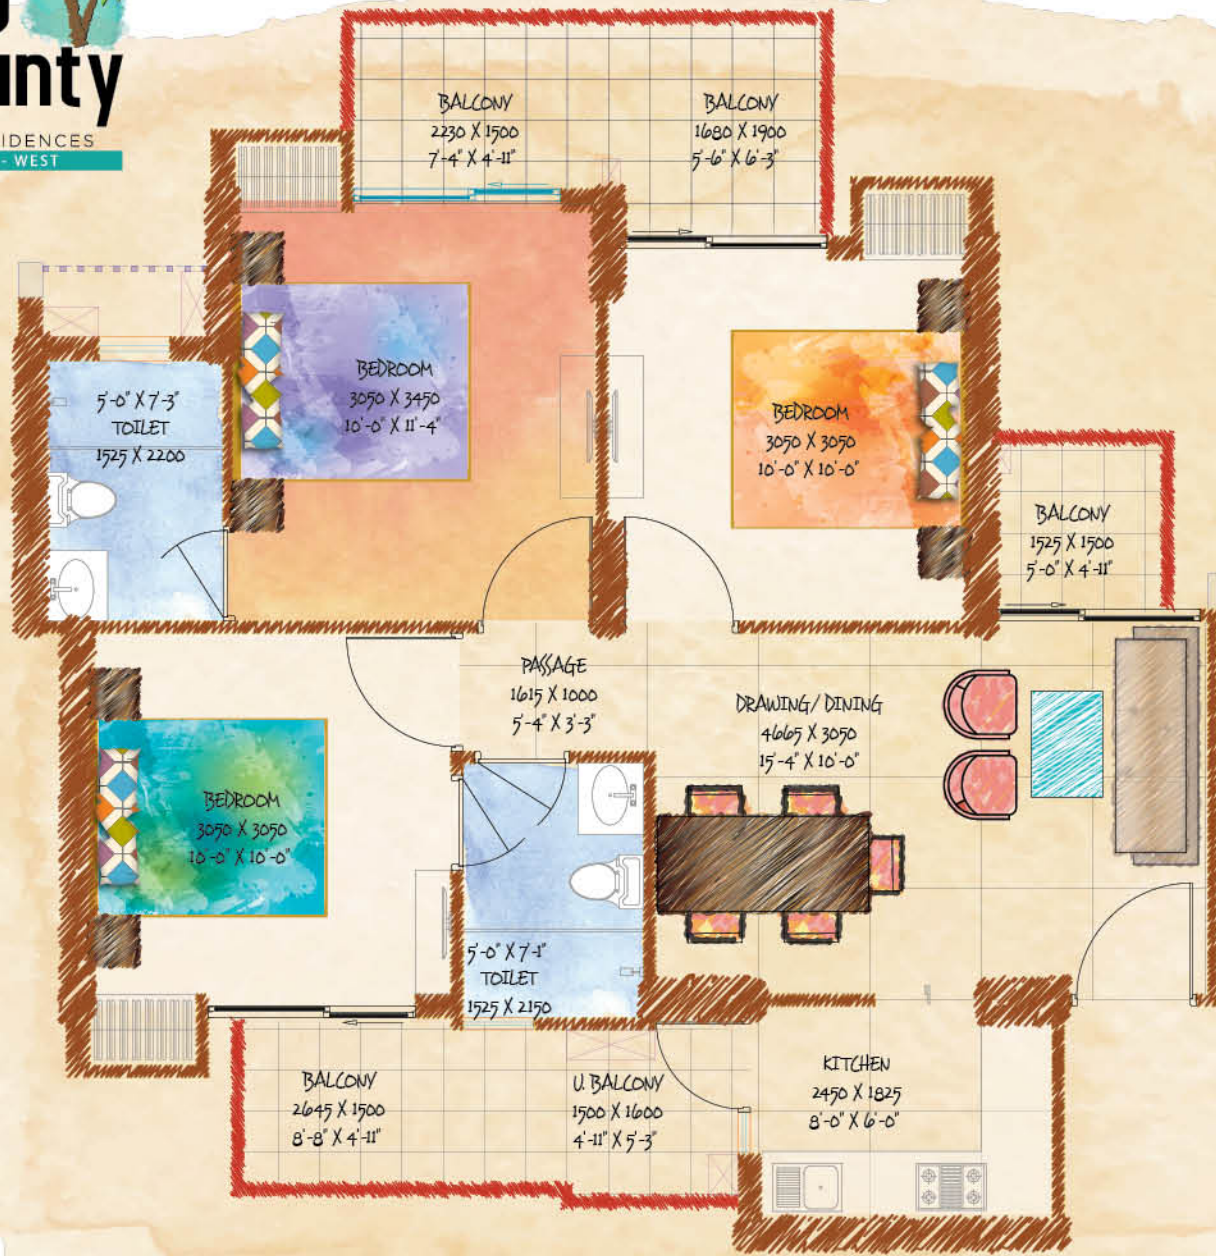 unty
IDENCES
- WEST
BALCONY
2230 X 1500
7'-4" X 4'-11"
BALCONY
1680 X 1900
5'-6" X 6'-3"
5'-0" X 7'-3"
TOILET
1525 X 2200
BEDROOM
3050 X 3450
10'-0" X 11'-4"
BEDROOM
3050 X 3050
10'-0" X 10'-0"
BALCONY
1525 X 1500
5'-0" X 4'-11"
PASSAGE
1615 X 1000
5'-4" X 3'-3"
DRAWING/ DINING
4665 X 3050
15'-4" X 10'-0"
BEDROOM
3050 X 3050
10'-0" X 10'-0"
5'-0" X 7'-1"
TOILET
1525 X 2150
BALCONY
2645 X 1500
8'-8" X 4'-11"
U. BALCONY
1500 X 1600
4'-11" X 5'-3"
KITCHEN
2450 X 1825
8'-0" X 6'-0"